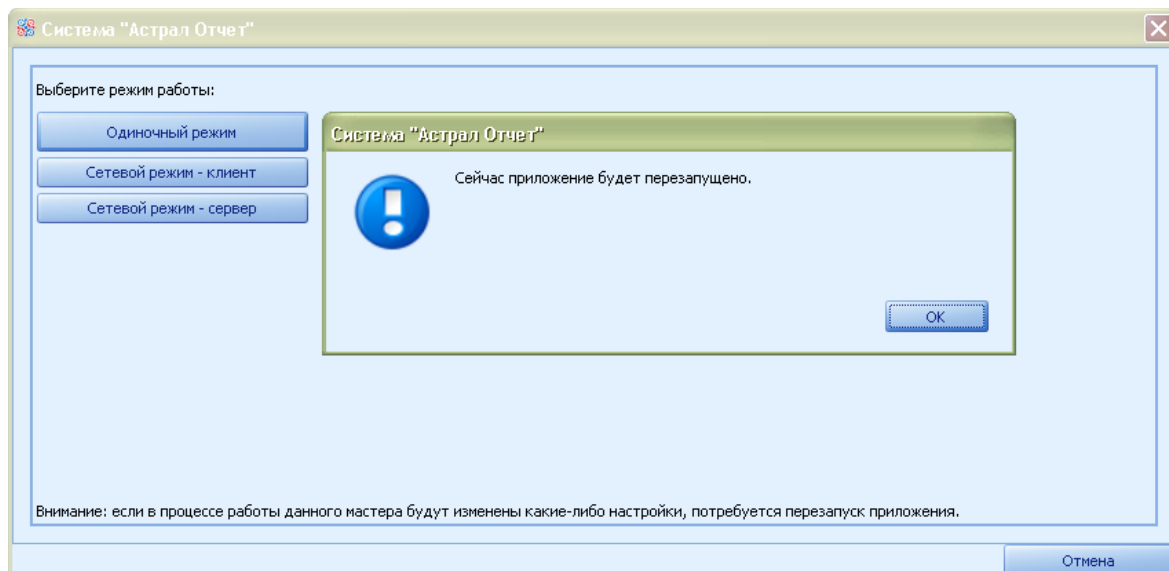 Система "Астрал Отчет"
Выберите режим работы:
Одиночный режим
Сетевой режим - клиент
Сетевой режим - сервер
Система "Астрал Отчет"
Сейчас приложение будет перезапущено.
OK
Внимание: если в процессе работы данного мастера будут изменены какие-либо настройки, потребуется перезапуск приложения.
Отмена